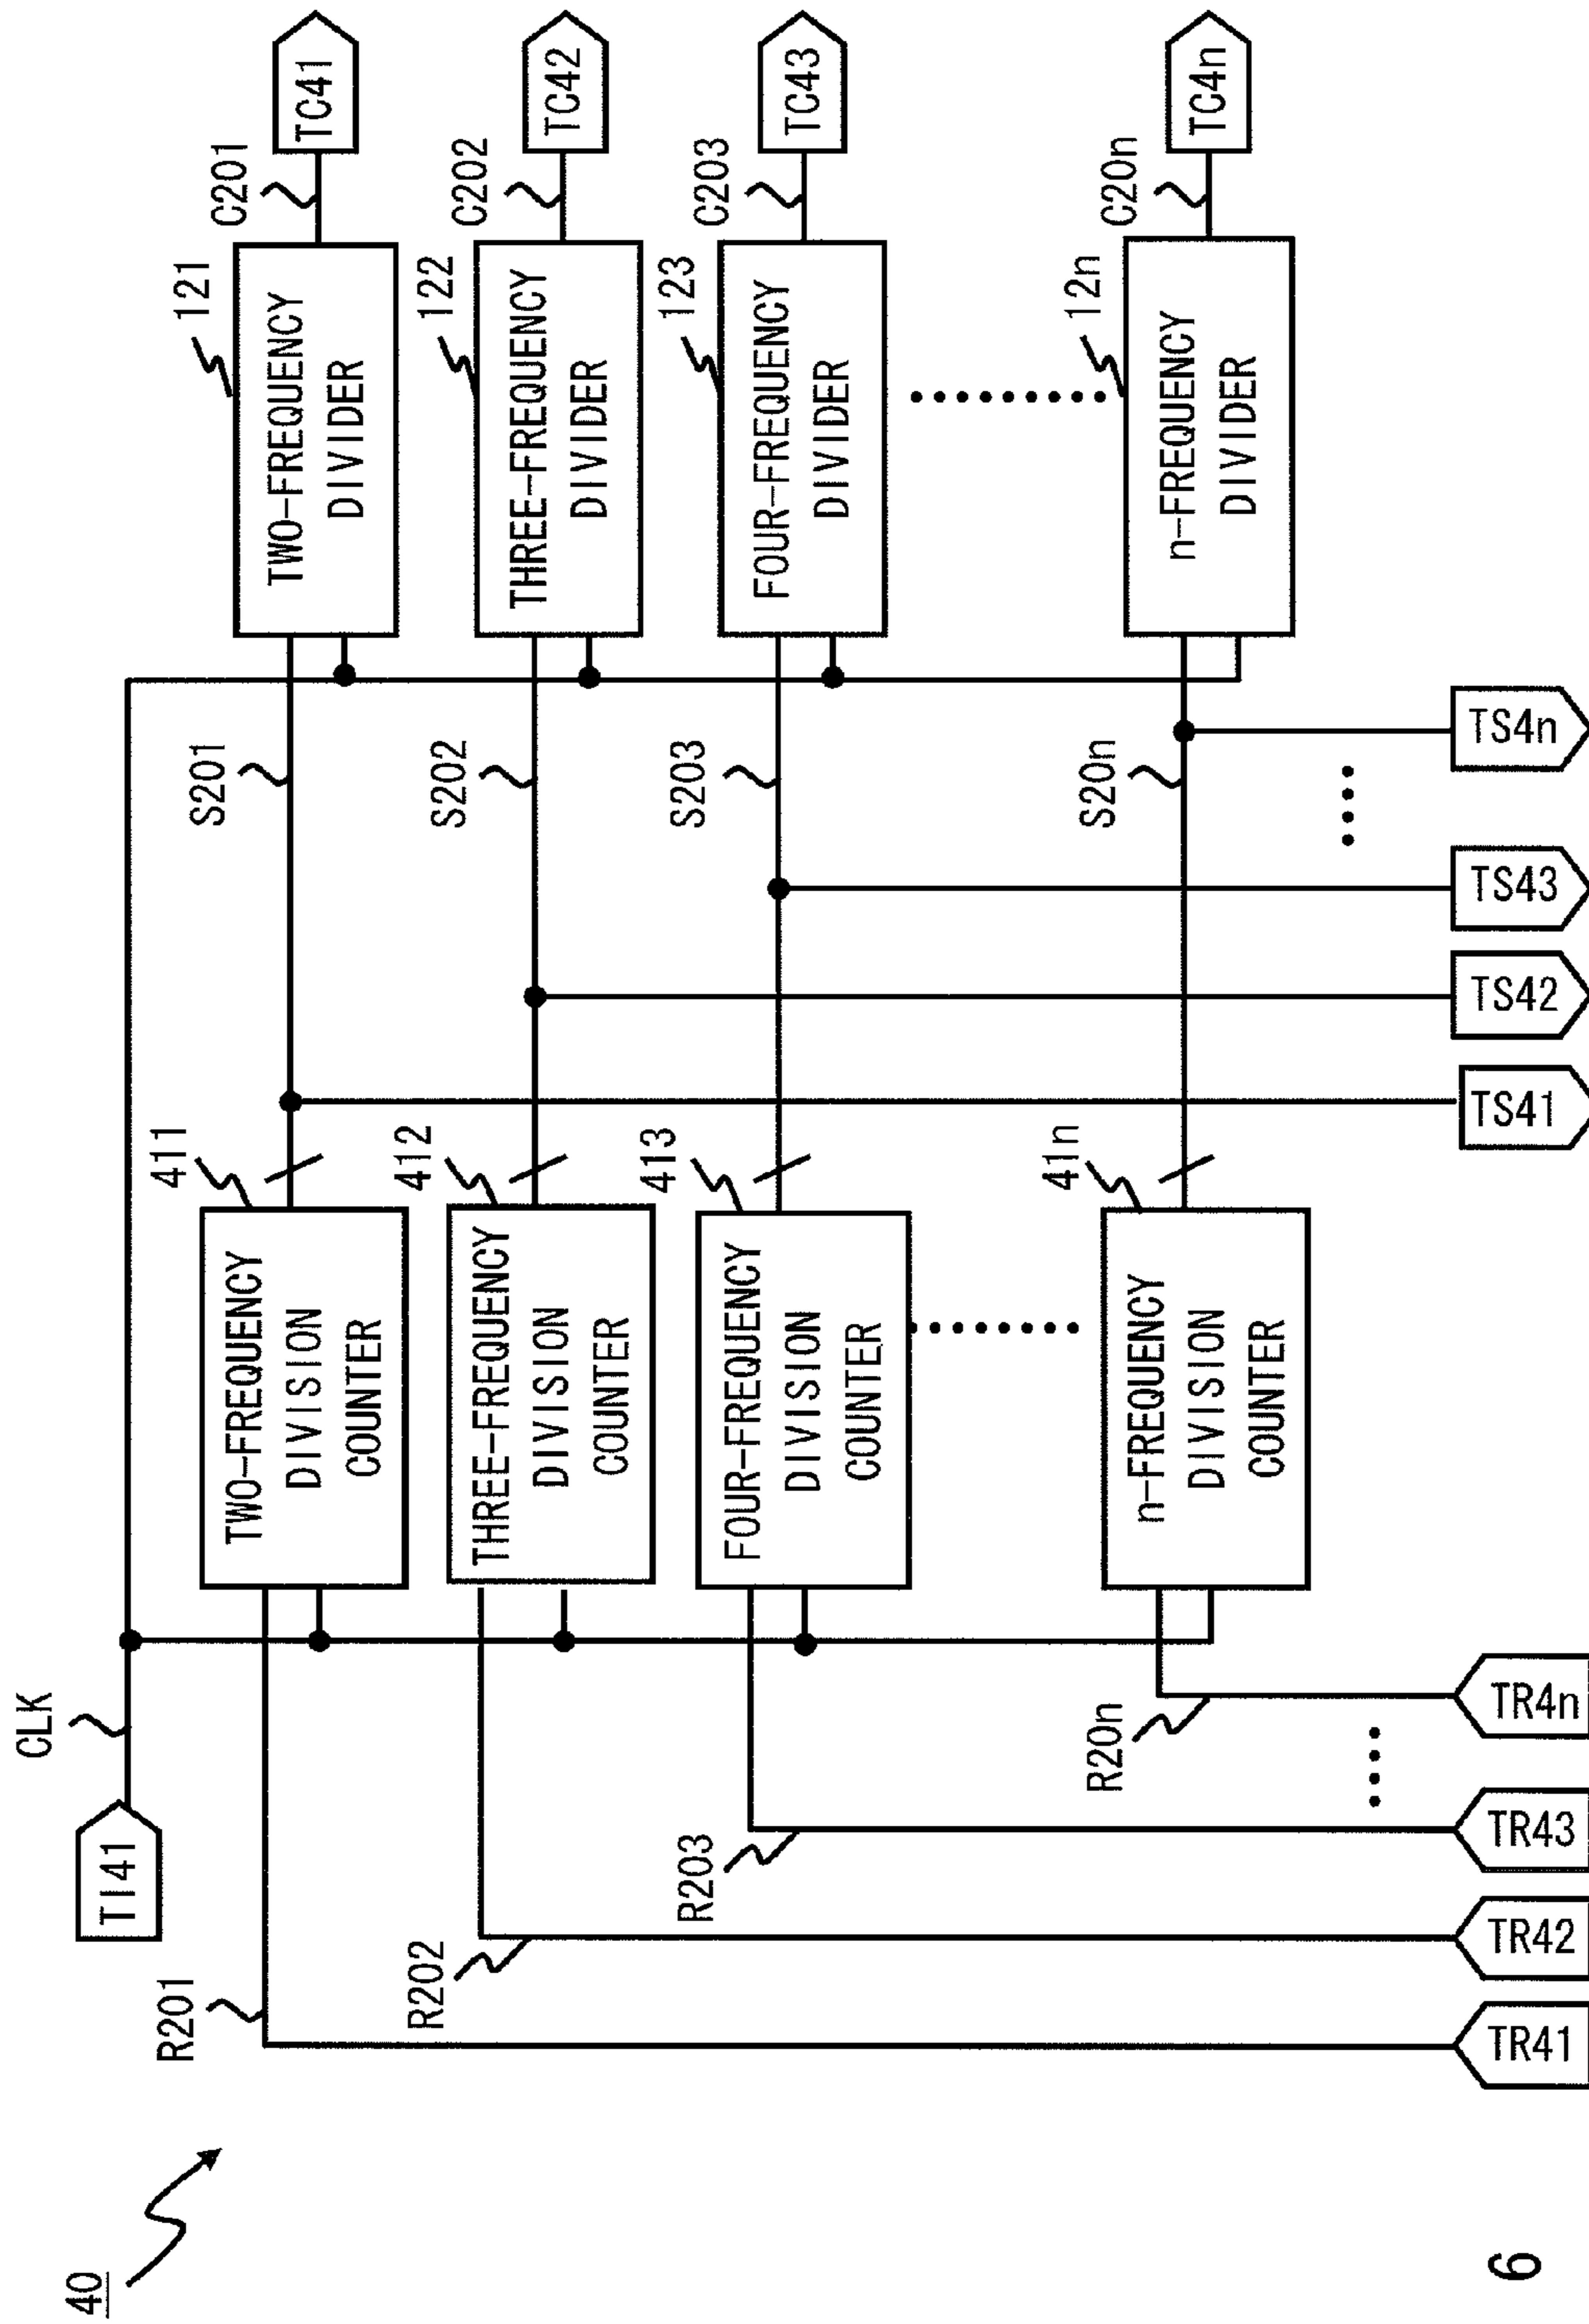 40
TI41
CLK
R201
TWO-FREQUENCY
DIVISION
COUNTER
411
S201
TWO-FREQUENCY
DIVIDER
121
C201
TC41
R202
THREE-FREQUENCY
DIVISION
COUNTER
412
S202
THREE-FREQUENCY
DIVIDER
122
C202
TC42
R203
FOUR-FREQUENCY
DIVISION
COUNTER
413
S203
FOUR-FREQUENCY
DIVIDER
123
C203
TC43
R20n
n-FREQUENCY
DIVISION
COUNTER
41n
S20n
n-FREQUENCY
DIVIDER
12n
C20n
TC4n
TR41
TR42
TR43
TR4n
TS41
TS42
TS43
TS4n
6